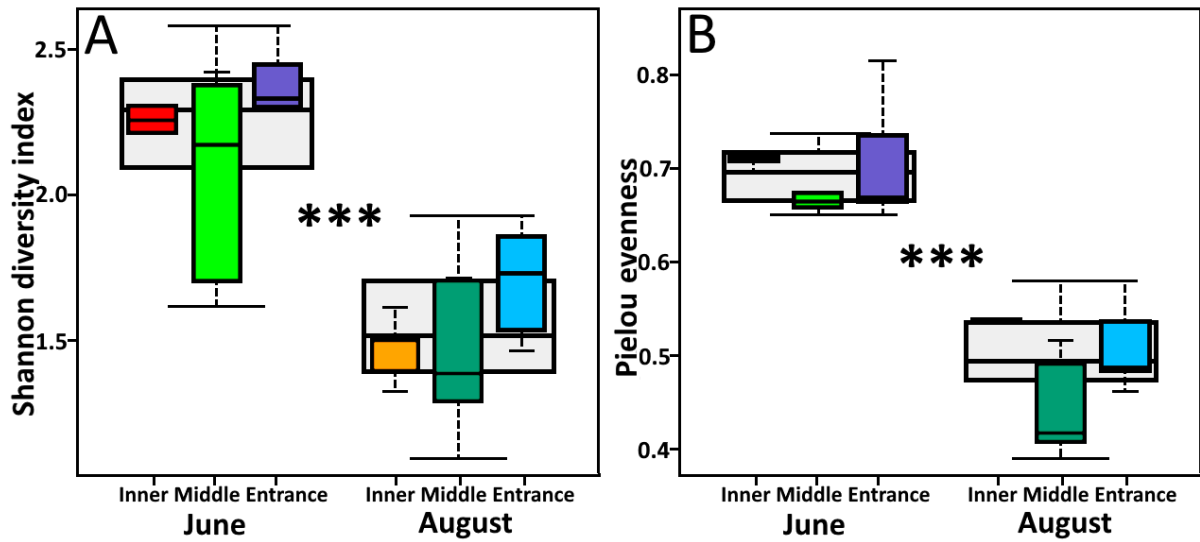 A
Shannon diversity index
2.5
2.0
1.5
***
Inner Middle Entrance
Inner Middle Entrance
June
August
B
Pielou evenness
0.8
0.7
0.6
0.5
0.4
***
Inner Middle Entrance
Inner Middle Entrance
June
August